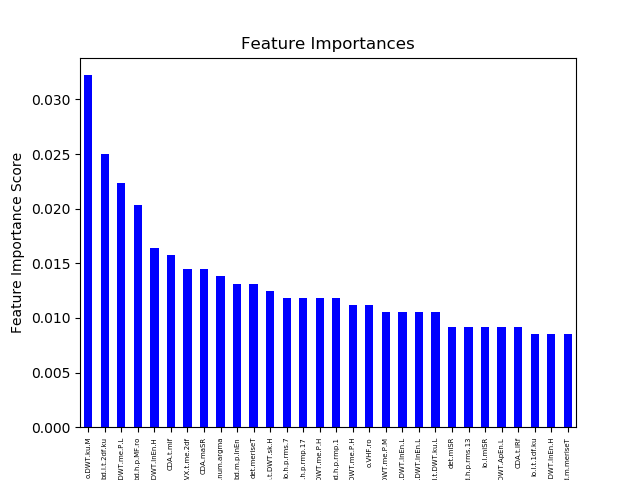 Feature Importances
Feature Importance Score
0.030
0.025
0.020
0.015
0.010
0.005
0.000
o.DWT.ku.M
bd.l.t.2df.ku
DWT.me.P.L
bd.h.p.MF.ro
DWT.lnEn.H
CDA.t.mif
VX.t.me.2df
CDA.maSR
num.argma
bd.m.p.lnEn
det.meriseT
.t.DWT.sk.H
lo.h.p.rms.7
.h.p.rmp.17
DWT.me.P.H
d.h.p.rmp.1
DWT.me.P.H
o.VHF.ro
DWT.me.P.M
DWT.lnEn.L
DWT.lnEn.L
l.t.DWT.ku.L
det.miSR
l.h.p.rms.13
lo.l.miSR
DWT.ApEn.L
CDA.t.iRf
lo.l.t.1df.ku
DWT.lnEn.H
l.m.meriseT